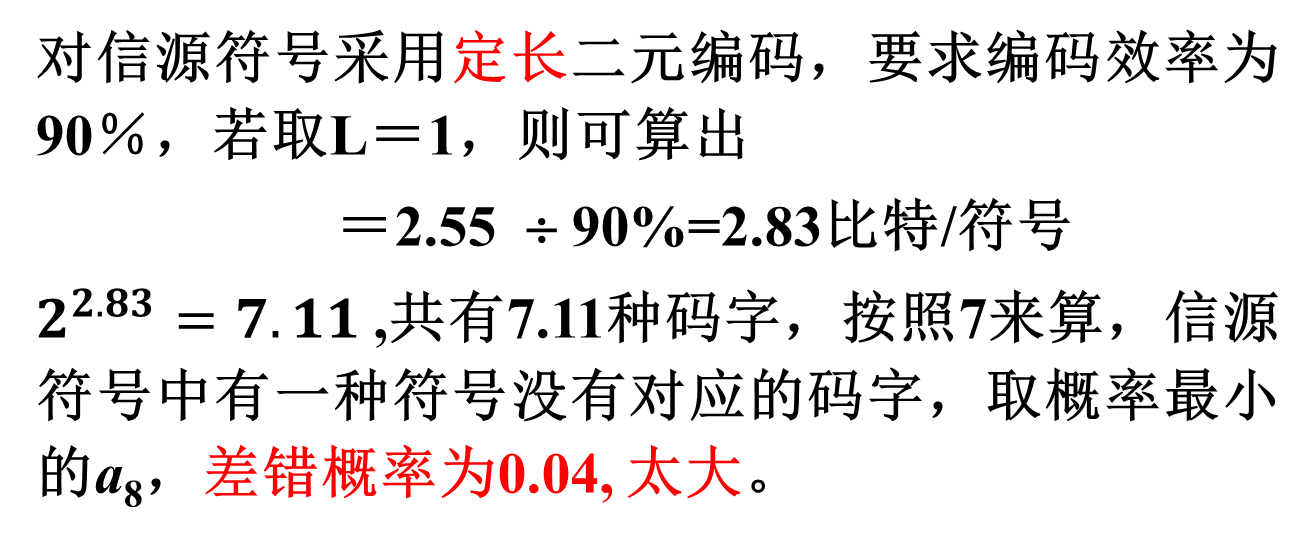 对信源符号采用定长二元编码，要求编码效率为
90％，若取L＝1，则可算出
＝2.55 ÷ 90%=2.83比特/符号
2^{2.83} = 7.11 ,共有7.11种码字，按照7来算，信源
符号中有一种符号没有对应的码字，取概率最小
的a₈，差错概率为0.04, 太大。